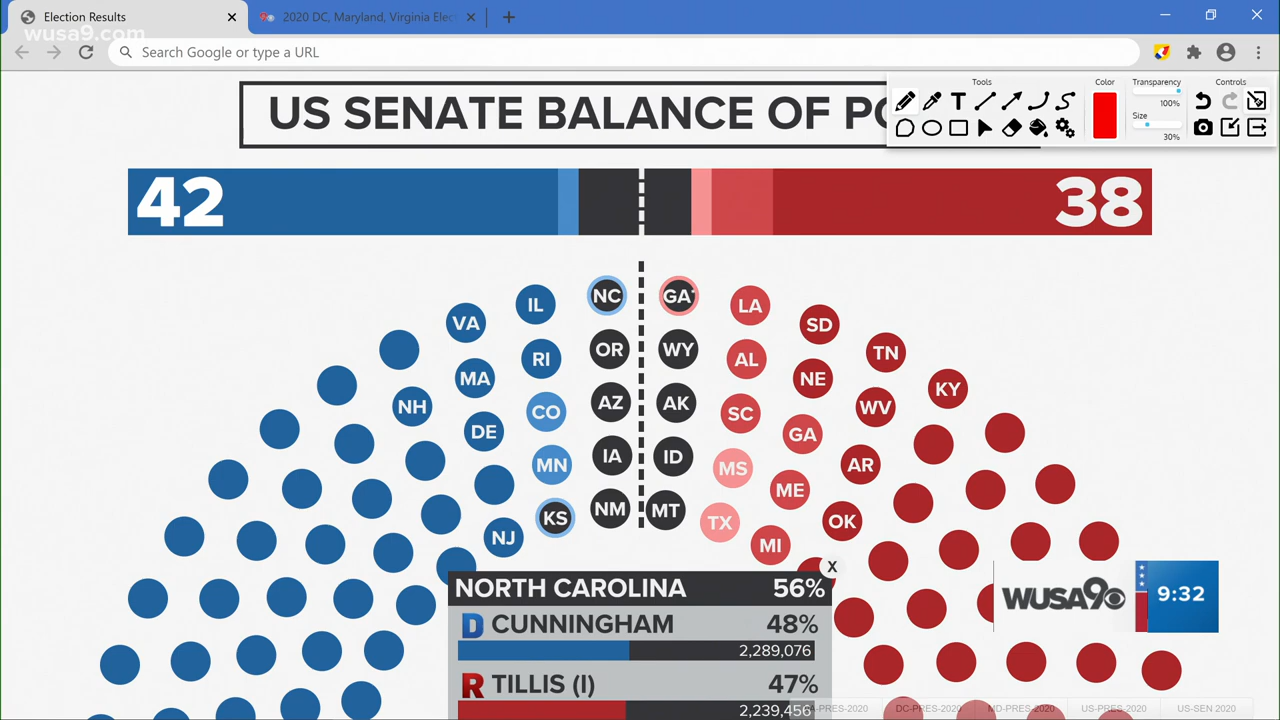 Election Results
2020 DC, Maryland, Virginia Elec
wusa9.com
Search Google or type a URL
Tools
Color
Transparency
Controls
100%
Size
30%
US SENATE BALANCE OF PO
42
38
NC
GA*
IL
LA
VA
SD
OR
WY
TN
RI
AL
MA
NE
KY
AZ
AK
NH
CO
SC
WV
DE
GA
IA
ID
MN
MS
AR
ME
NM
MT
KS
TX
OK
NJ
MI
X
NORTH CAROLINA 56%
D CUNNINGHAM 48%
2,289,076
R TILLIS (I) 47%
2,239,456
WUSA9
9:32
A-PRES-2020
DC-PRES-2020
MD-PRES-2020
US-PRES-2020
US-SEN 2020